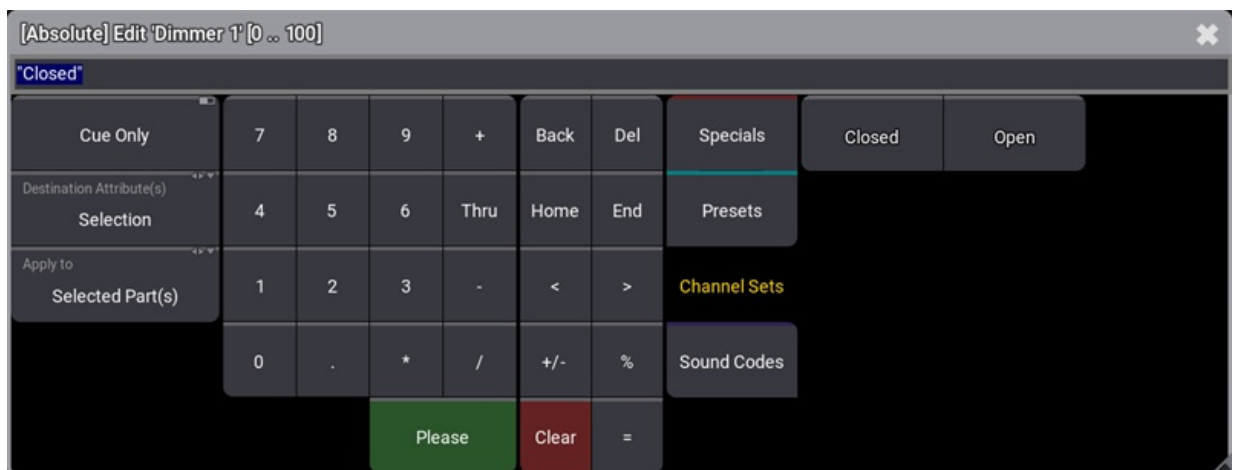 [Absolute] Edit 'Dimmer 1' [0 .. 100]
"Closed"
Cue Only 7 8 9 + Back Del Specials Closed Open
Destination Attribute(s)
Selection 4 5 6 Thru Home End Presets
Apply to
Selected Part(s) 1 2 3 - < > Channel Sets
0 . * / +/- % Sound Codes
Please Clear =